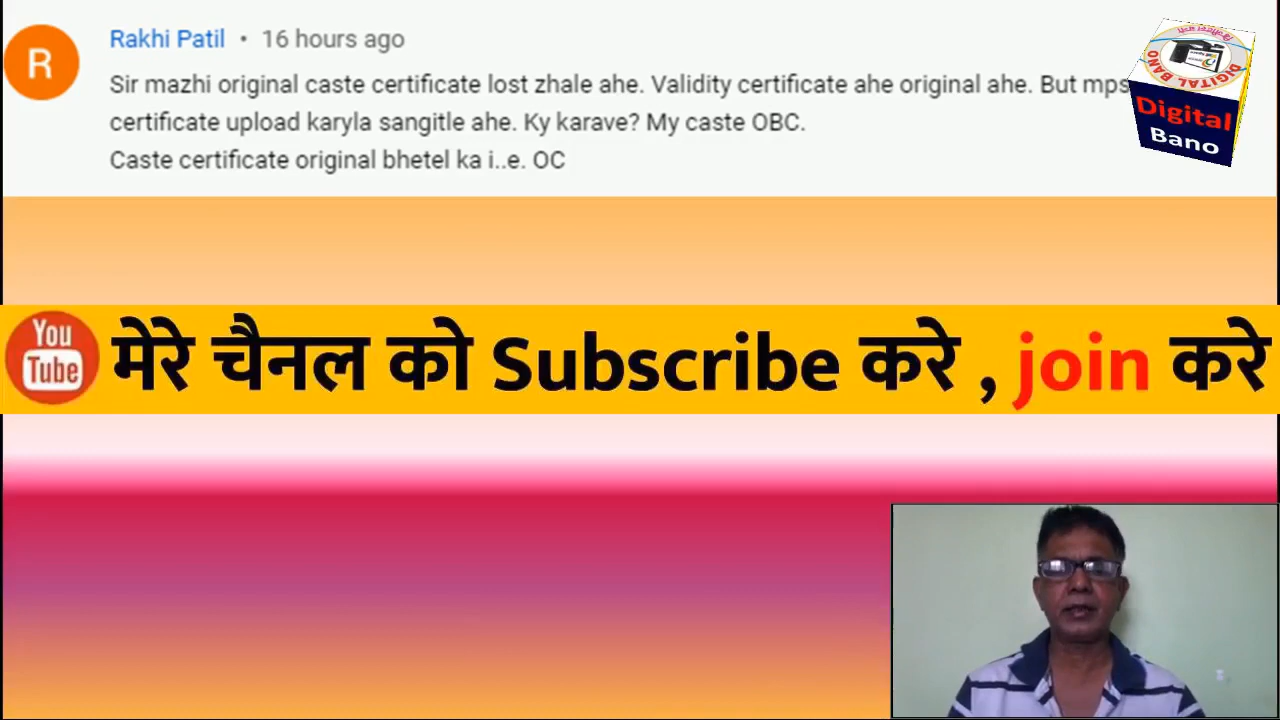 R
Rakhi Patil • 16 hours ago
Sir mazhi original caste certificate lost zhale ahe. Validity certificate ahe original ahe. But mps
certificate upload karyla sangitle ahe. Ky karave? My caste OBC.
Caste certificate original bhetel ka i..e. OC
DIGITAL BANO
Digital
Bano
You
Tube
मेरे चैनल को Subscribe करे , join करे